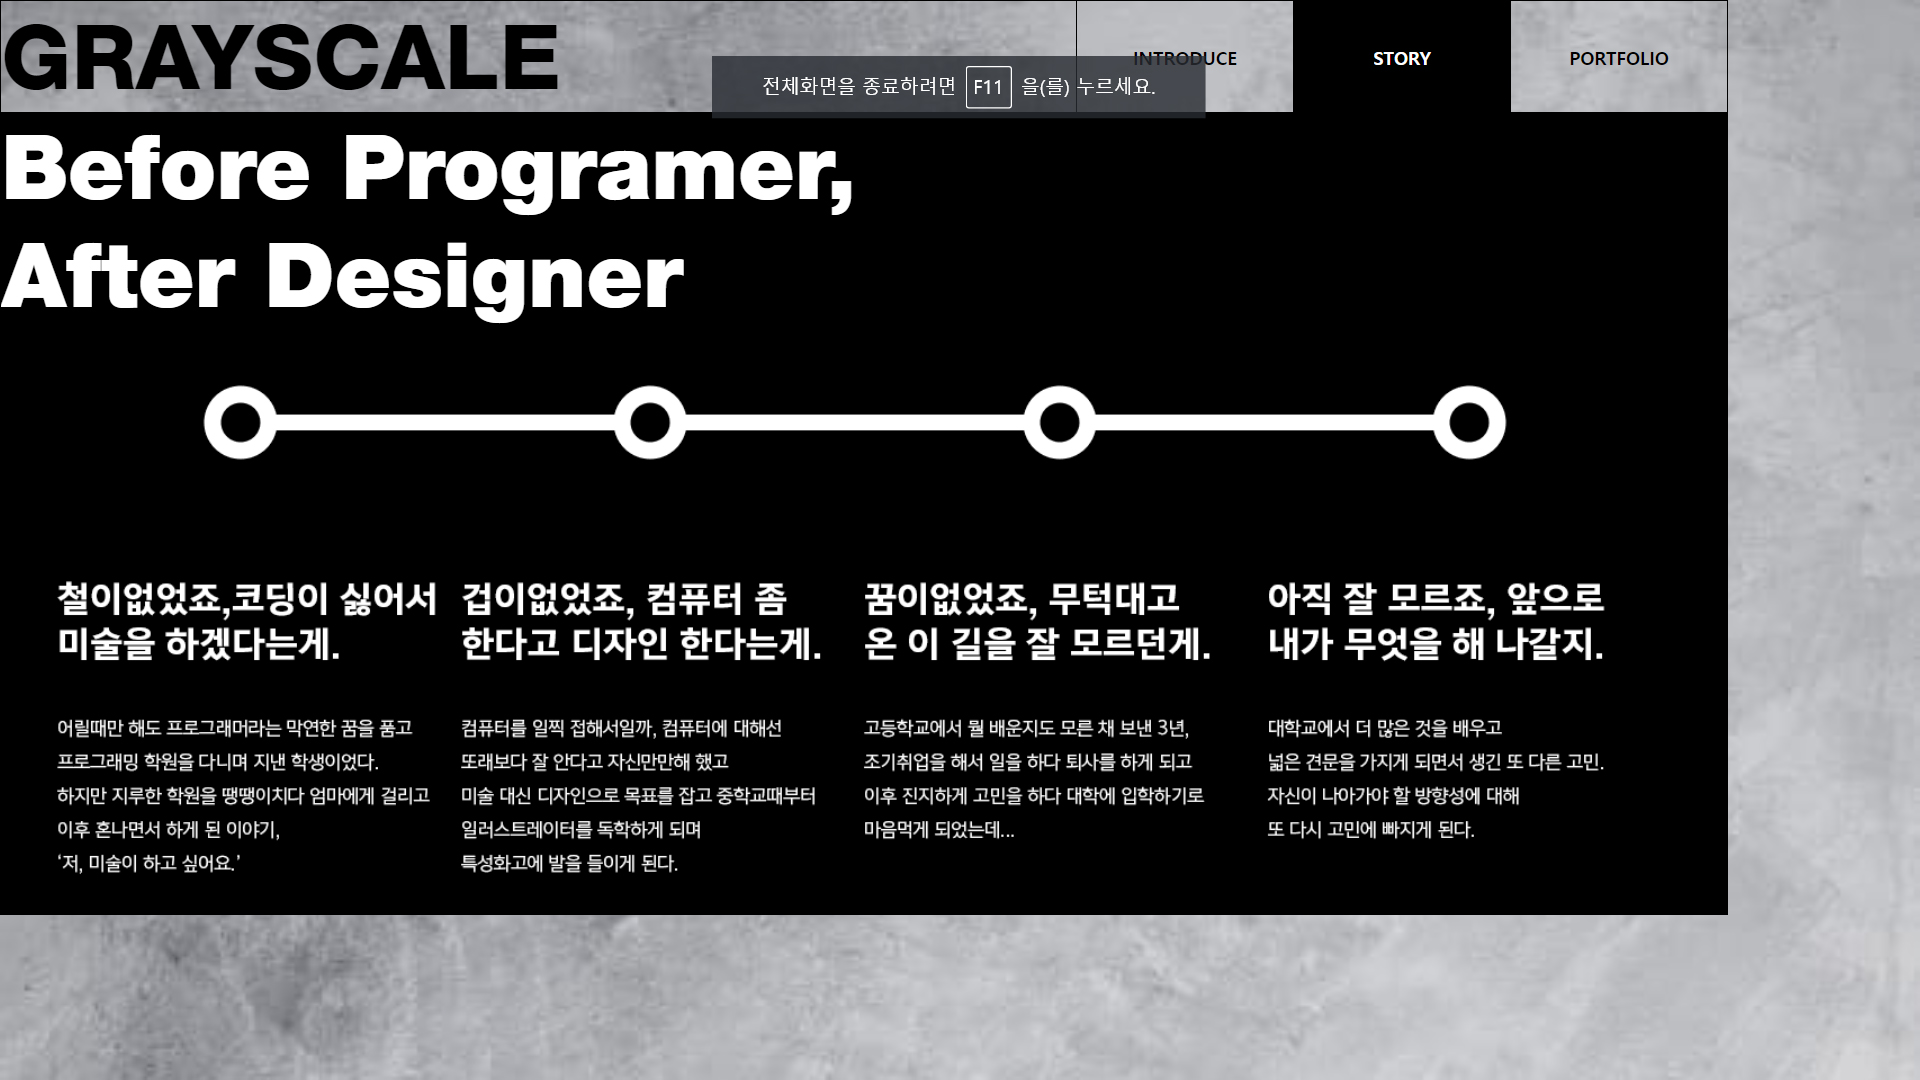 GRAYSCALE
INTRODUCE
STORY
PORTFOLIO
전체화면을 종료하려면 F11 을(를) 누르세요.
Before Programer,
After Designer
철이없었죠,코딩이 싫어서
미술을 하겠다는게.
어릴때만 해도 프로그래머라는 막연한 꿈을 품고
프로그래밍 학원을 다니며 지낸 학생이었다.
하지만 지루한 학원을 땡땡이치다 엄마에게 걸리고
이후 혼나면서 하게 된 이야기,
‘저, 미술이 하고 싶어요.’
겁이없었죠, 컴퓨터 좀
한다고 디자인 한다는게.
컴퓨터를 일찍 접해서일까, 컴퓨터에 대해선
또래보다 잘 안다고 자신만만해 했고
미술 대신 디자인으로 목표를 잡고 중학교때부터
일러스트레이터를 독학하게 되며
특성화고에 발을 들이게 된다.
꿈이없었죠, 무턱대고
온 이 길을 잘 모르던게.
고등학교에서 뭘 배운지도 모른 채 보낸 3년,
조기취업을 해서 일을 하다 퇴사를 하게 되고
이후 진지하게 고민을 하다 대학에 입학하기로
마음먹게 되었는데...
아직 잘 모르죠, 앞으로
내가 무엇을 해 나갈지.
대학교에서 더 많은 것을 배우고
넓은 견문을 가지게 되면서 생긴 또 다른 고민.
자신이 나아가야 할 방향성에 대해
또 다시 고민에 빠지게 된다.